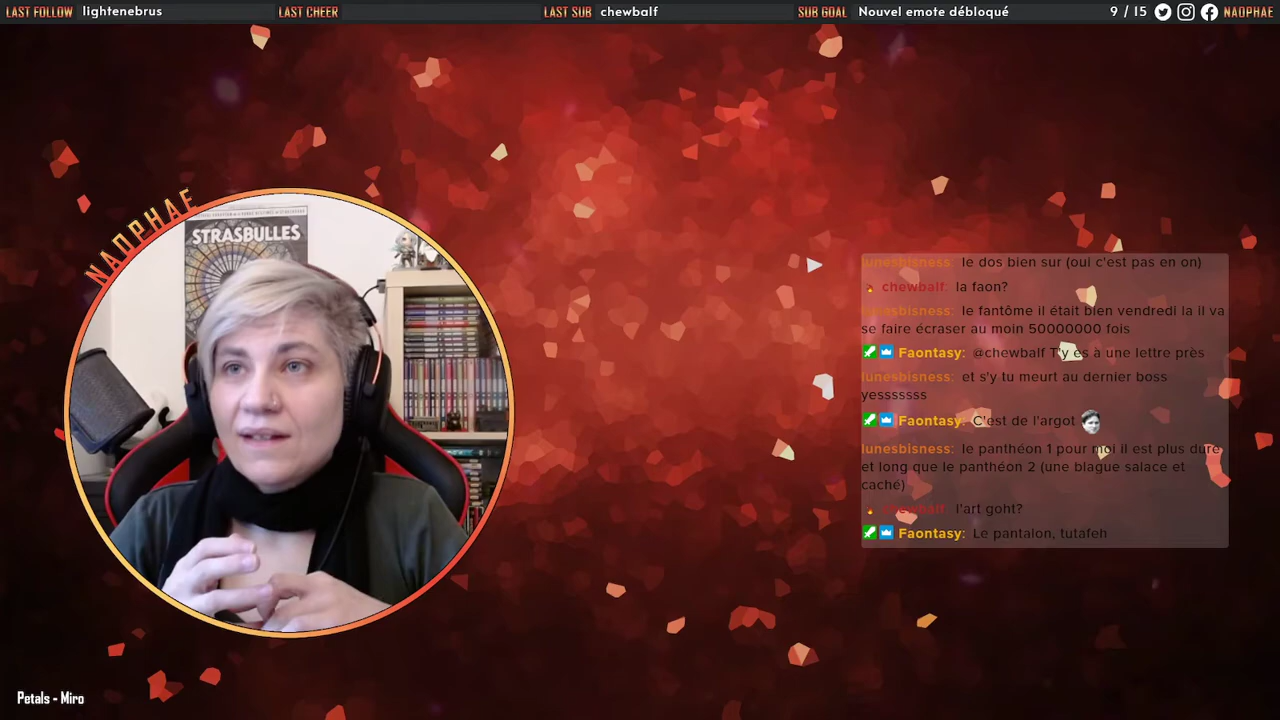 LAST FOLLOW lightenebrus LAST CHEER LAST SUB chewbalf SUB GOAL Nouvel emote débloqué 9 / 15 NAOPHAE
NAOPHAE
STRASBULLES
lunesbisness: le dos bien sur (oui c'est pas en on)
chewbalf: la faon?
lunesbisness: le fantôme il était bien vendredi la il va
se faire écraser au moin 50000000 fois
Faontasy: @chewbalf T'y es à une lettre près
lunesbisness: et s'y tu meurt au dernier boss
yesssssss
Faontasy: C'est de l'argot
lunesbisness: le panthéon 1 pour moi il est plus dure
et long que le panthéon 2 (une blague salace et
caché)
chewbalf: l'art goht?
Faontasy: Le pantalon, tutafeh
Petals - Miro